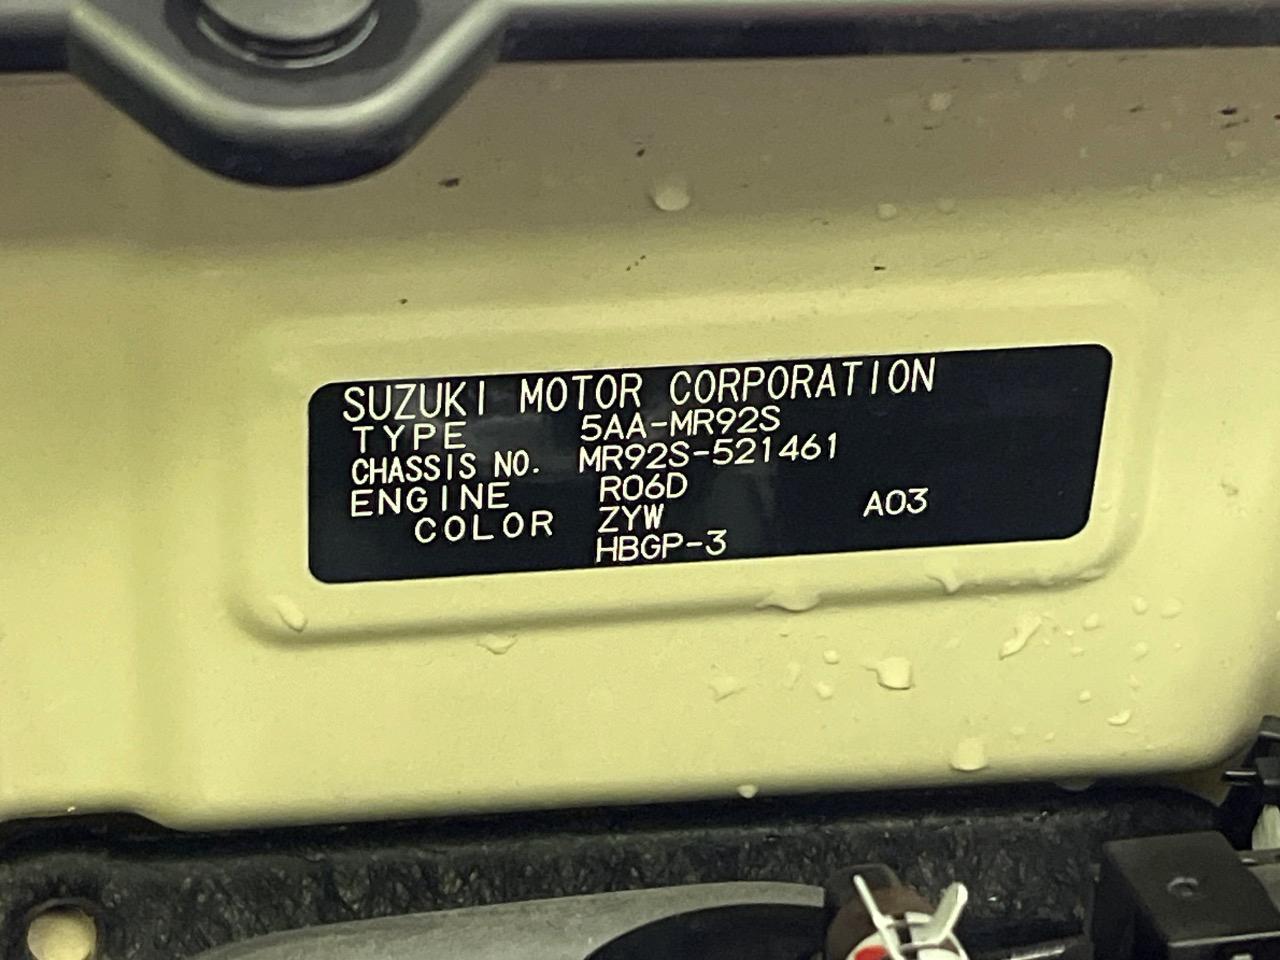 SUZUKI MOTOR CORPORATION
TYPE 5AA-MR92S
CHASSIS NO. MR92S-521461
ENGINE R06D
COLOR ZYW A03
HBGP-3